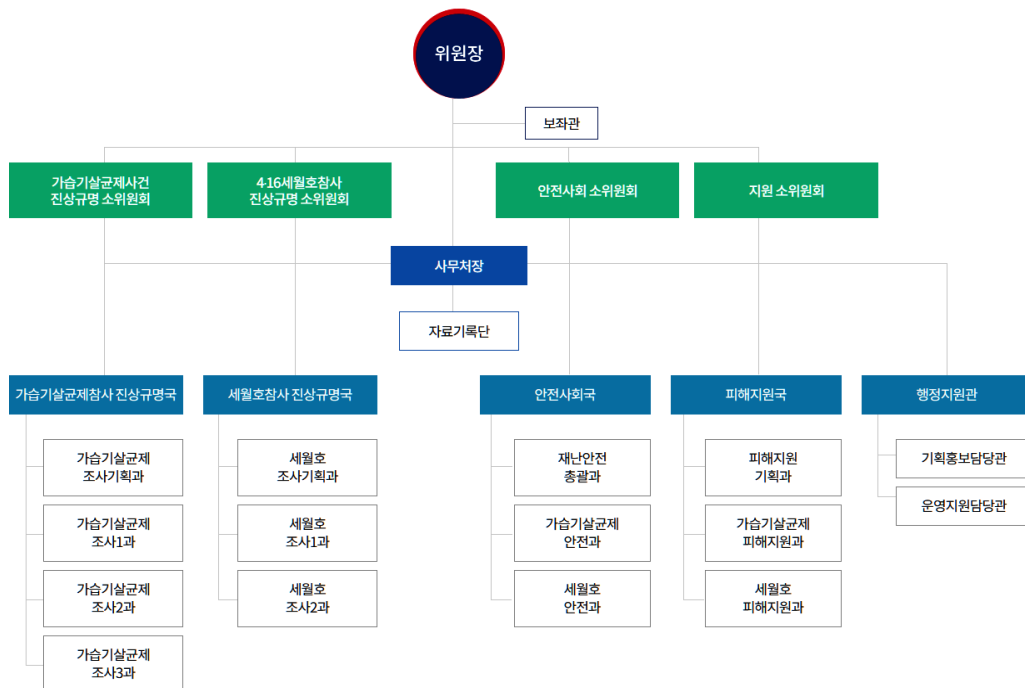 위원장
보좌관
가습기살균제사건
진상규명 소위원회
4·16세월호참사
진상규명 소위원회
안전사회 소위원회
지원 소위원회
사무처장
자료기록단
가습기살균제참사 진상규명국
세월호참사 진상규명국
안전사회국
피해지원국
행정지원관
가습기살균제
조사기획과
가습기살균제
조사1과
가습기살균제
조사2과
가습기살균제
조사3과
세월호
조사기획과
세월호
조사1과
세월호
조사2과
재난안전
총괄과
가습기살균제
안전과
세월호
안전과
피해지원
기획과
가습기살균제
피해지원과
세월호
피해지원과
기획홍보담당관
운영지원담당관